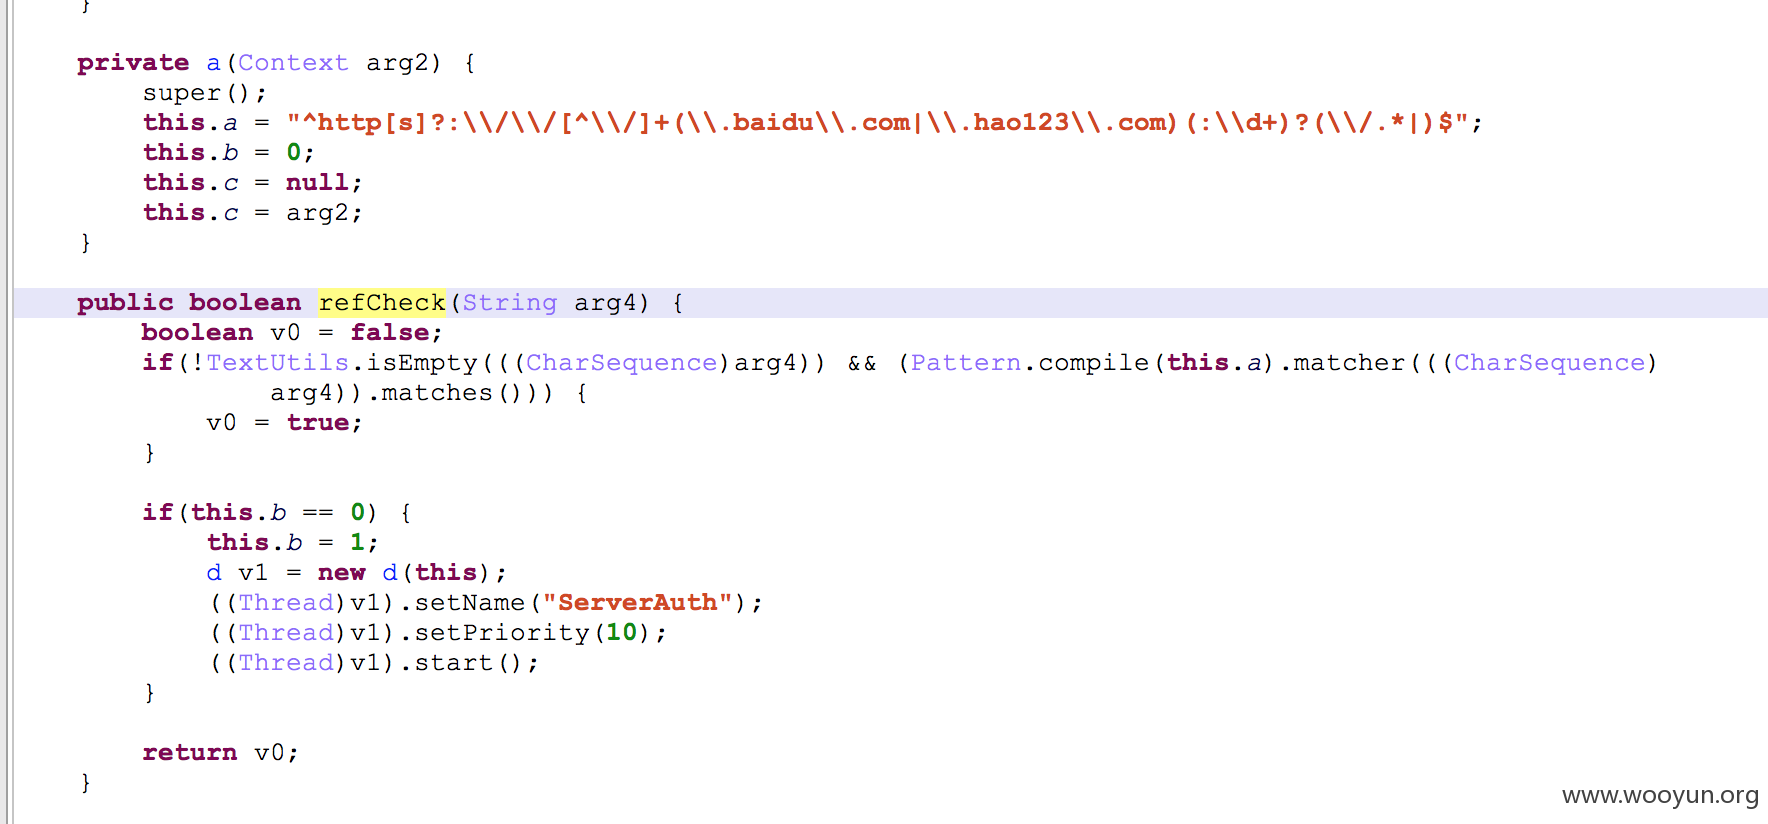 }
private a(Context arg2) {
super();
this.a = "^http[s]?:\\/\\/[^\\/]+(\\.baidu\\.com|\\.hao123\\.com)(:\\d+)?(\\/.*|)$";
this.b = 0;
this.c = null;
this.c = arg2;
}
public boolean refCheck(String arg4) {
boolean v0 = false;
if(!TextUtils.isEmpty(((CharSequence)arg4)) && (Pattern.compile(this.a).matcher(((CharSequence)
arg4)).matches())) {
v0 = true;
}
if(this.b == 0) {
this.b = 1;
d v1 = new d(this);
((Thread)v1).setName("ServerAuth");
((Thread)v1).setPriority(10);
((Thread)v1).start();
}
return v0;
}
www.wooyun.org